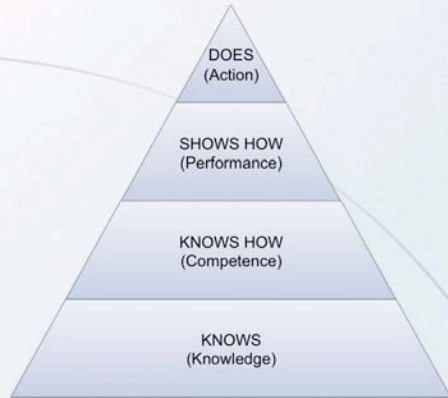 DOES
(Action)
SHOWS HOW
(Performance)
KNOWS HOW
(Competence)
KNOWS
(Knowledge)